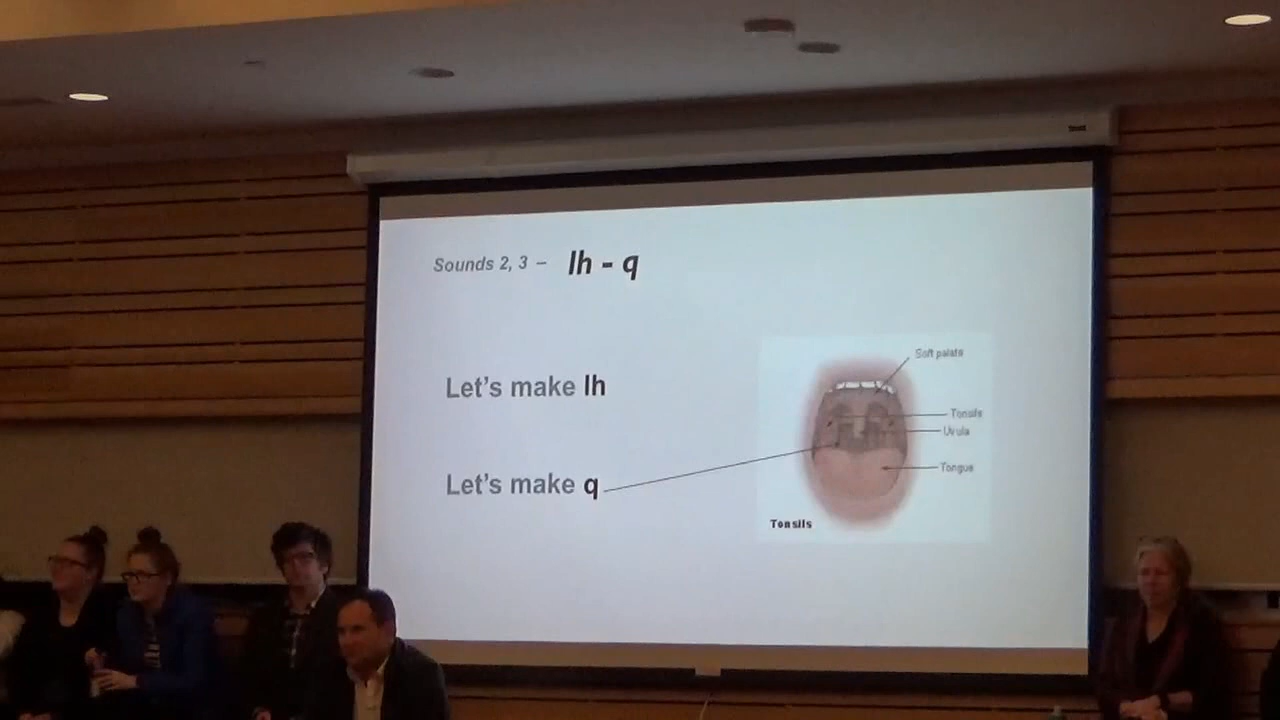 Sounds 2, 3 – lh - q
Let's make lh
Let's make q
Soft palate
Tonsils
Uvula
Tongue
Tonsils